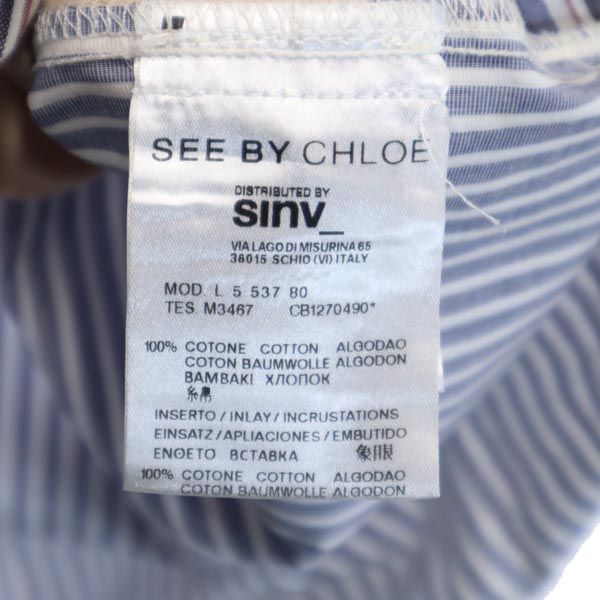 SEE BY CHLOÉ
DISTRIBUTED BY
sinv_
VIA LAGO DI MISURINA 65
36015 SCHIO (VI) ITALY
MOD. L 5 537 80
TES M3467 CB1270490*
100% COTONE COTTON ALGODAO
COTON BAUMWOLLE ALGODON
BAMBAKI ХЛОПОК
INSERTO/INLAY/INCRUSTATIONS
EINSATZ/APLIACIONES/EMBUTIDO
ΕΝΘΕΤΟ ВСТАВКА
100% COTONE COTTON ALGODAO
COTON BAUMWOLLE ALGODON